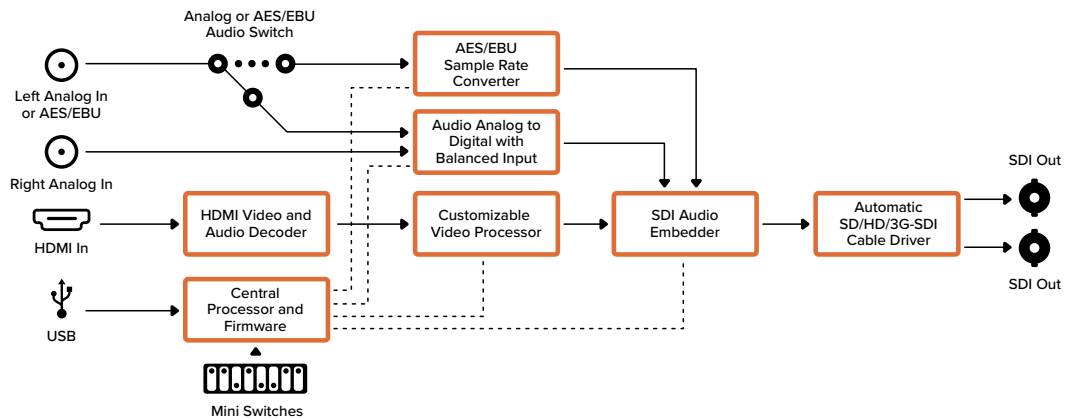 Analog or AES/EBU
Audio Switch
Left Analog In
or AES/EBU
Right Analog In
HDMI In
USB
AES/EBU
Sample Rate
Converter
Audio Analog to
Digital with
Balanced Input
HDMI Video and
Audio Decoder
Customizable
Video Processor
SDI Audio
Embedder
Automatic
SD/HD/3G-SDI
Cable Driver
SDI Out
SDI Out
Central
Processor and
Firmware
Mini Switches